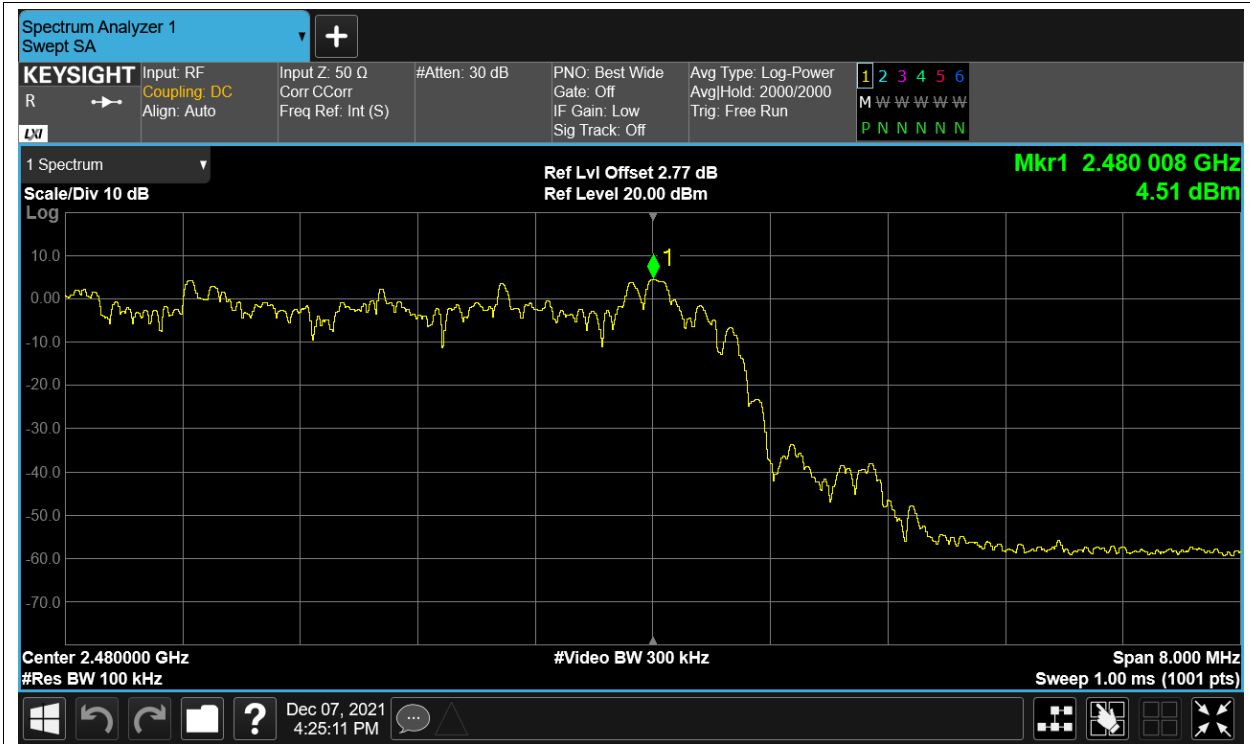 Spectrum Analyzer 1
Swept SA
+
KEYSIGHT
R
LXI
Input: RF
Coupling: DC
Align: Auto
Input Z: 50 Ω
Corr CCorr
Freq Ref: Int (S)
#Atten: 30 dB
PNO: Best Wide
Gate: Off
IF Gain: Low
Sig Track: Off
Avg Type: Log-Power
Avg|Hold: 2000/2000
Trig: Free Run
1 2 3 4 5 6
M W W W W W
P N N N N N
1 Spectrum
Scale/Div 10 dB
Log
Ref Lvl Offset 2.77 dB
Ref Level 20.00 dBm
Mkr1 2.480 008 GHz
4.51 dBm
1
10.0
0.00
-10.0
-20.0
-30.0
-40.0
-50.0
-60.0
-70.0
Center 2.480000 GHz
#Res BW 100 kHz
#Video BW 300 kHz
Span 8.000 MHz
Sweep 1.00 ms (1001 pts)
?
Dec 07, 2021
4:25:11 PM